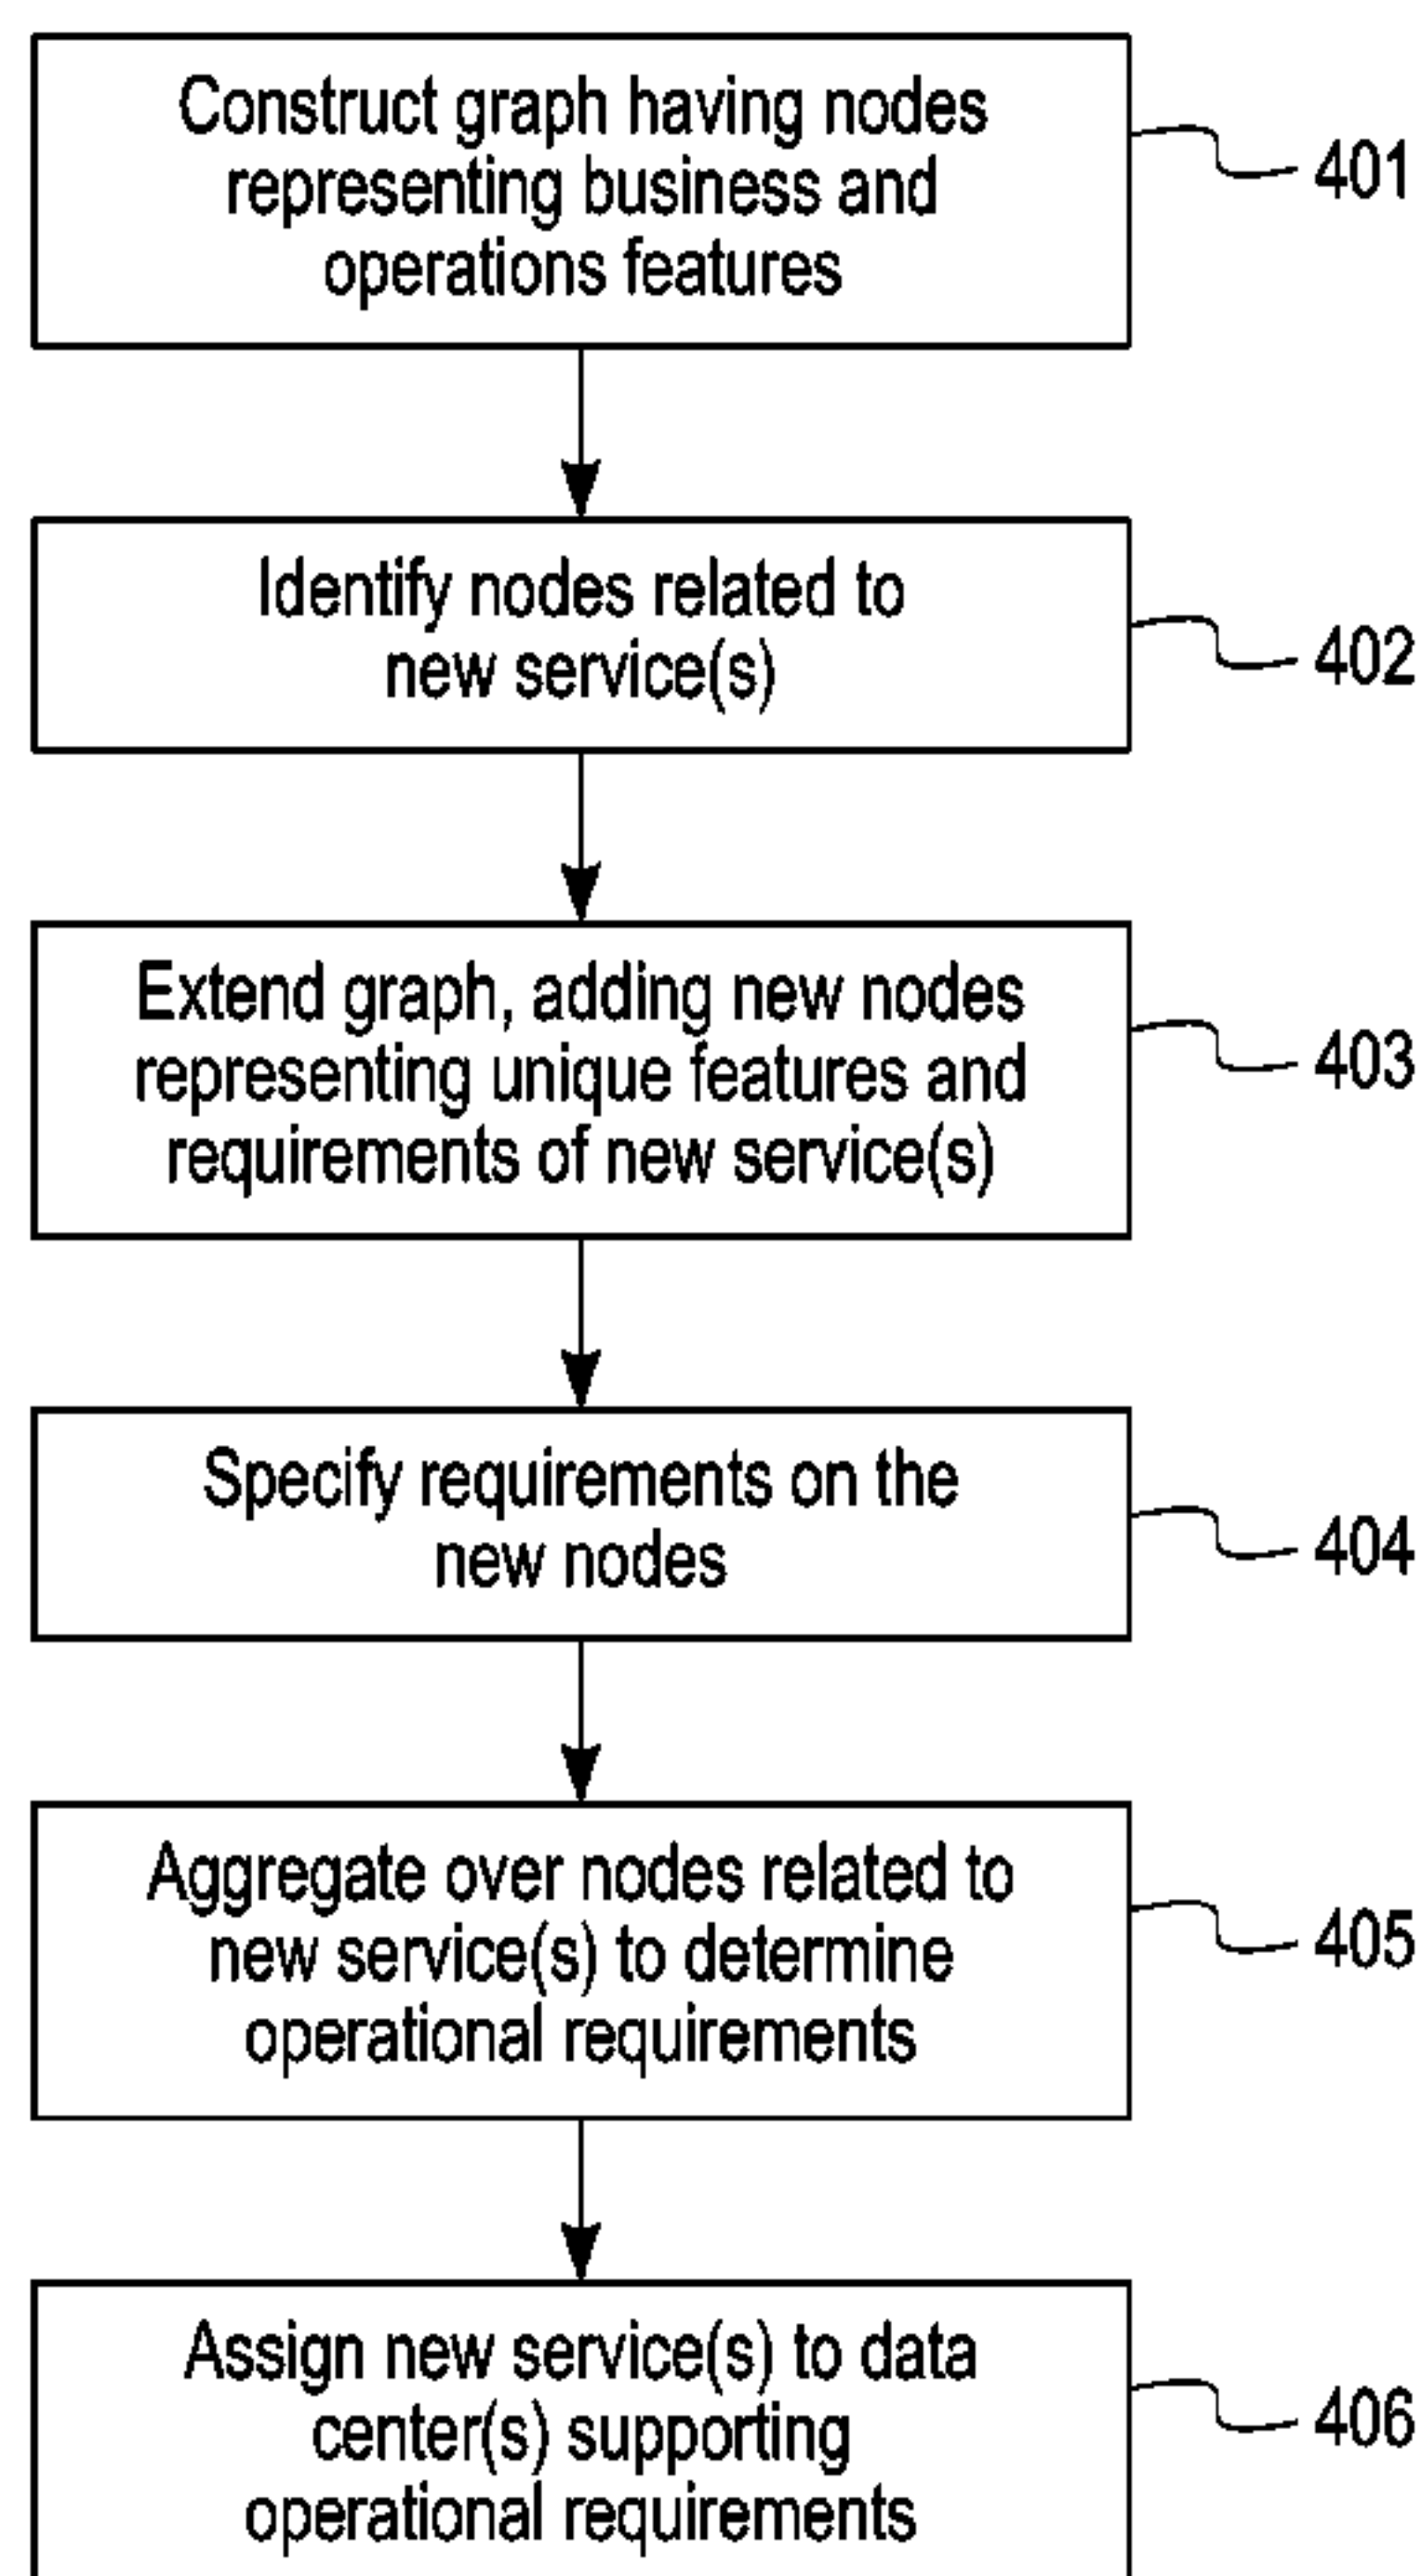 Construct graph having nodes
representing business and
operations features
401
Identify nodes related to
new service(s)
402
Extend graph, adding new nodes
representing unique features and
requirements of new service(s)
403
Specify requirements on the
new nodes
404
Aggregate over nodes related to
new service(s) to determine
operational requirements
405
Assign new service(s) to data
center(s) supporting
operational requirements
406